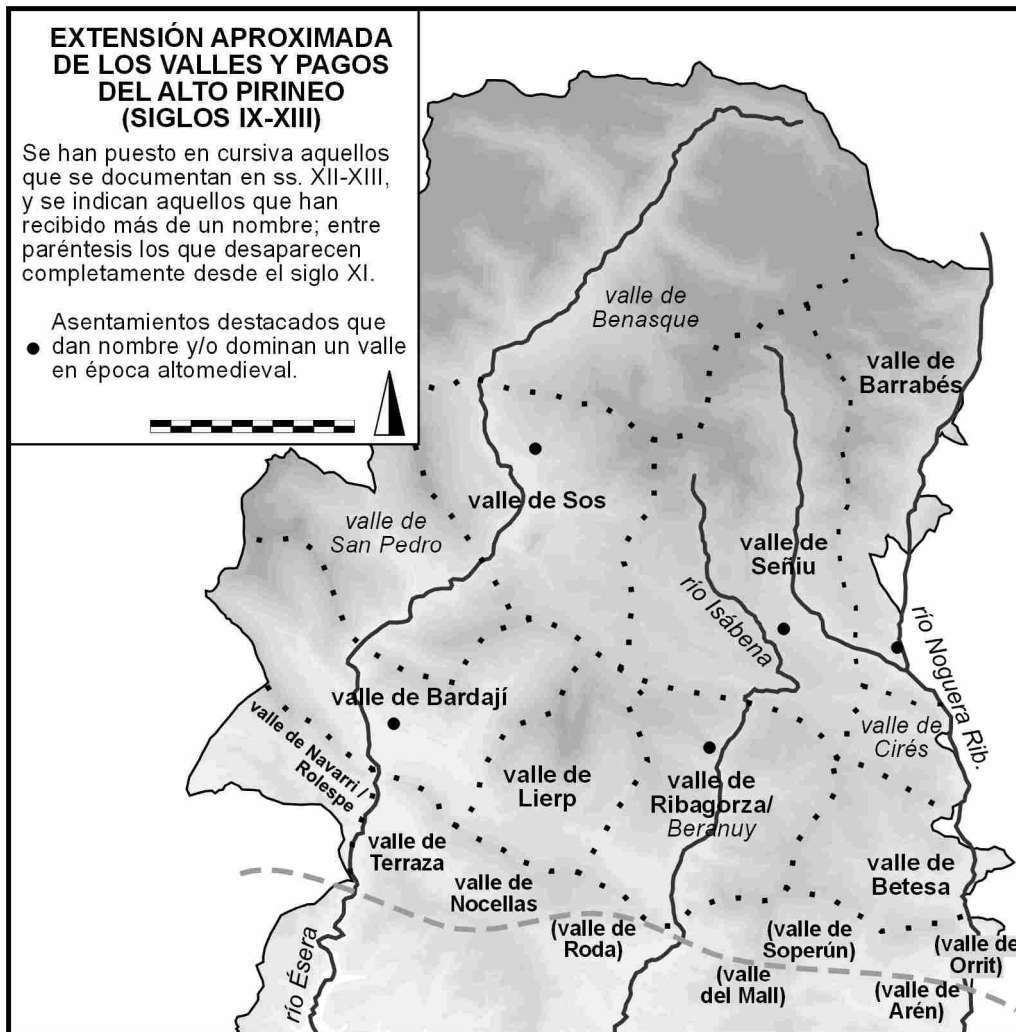 EXTENSIÓN APROXIMADA
DE LOS VALLES Y PAGOS
DEL ALTO PIRINEO
(SIGLOS IX-XIII)
Se han puesto en cursiva aquellos
que se documentan en ss. XII-XIII,
y se indican aquellos que han
recibido más de un nombre; entre
paréntesis los que desaparecen
completamente desde el siglo XI.
Asentamientos destacados que
dan nombre y/o dominan un valle
en época altomedieval.
valle de
Benasque
valle de
Barrabés
valle de Sos
valle de
San Pedro
valle de
Señiu
río Isábena
río Noguera Rib.
valle de Bardají
valle de Navarri /
Rolespe
valle de
Cirés
valle de
Lierp
valle de
Ribagorza/
Beranuy
valle de
Terraza
valle de
Nocellas
valle de
Betesa
(valle de
Roda)
(valle de
Soperún)
(valle de
Orrit)
(valle
del Mall)
(valle de
Arén)
río Ésera